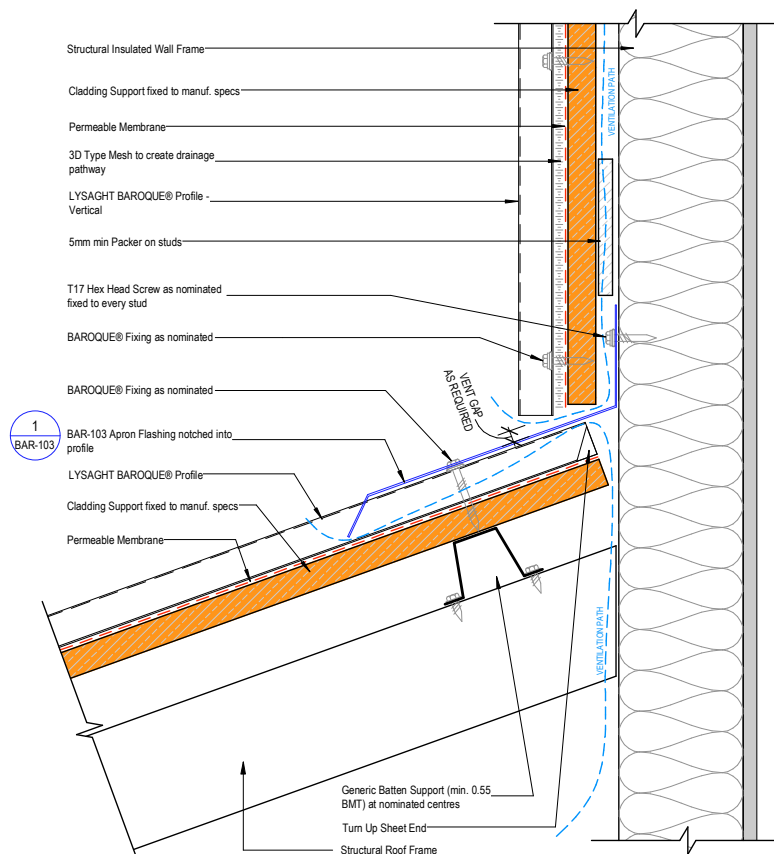 Structural Insulated Wall Frame
Cladding Support fixed to manuf. specs
Permeable Membrane
3D Type Mesh to create drainage
pathway
LYSAGHT BAROQUE® Profile -
Vertical
5mm min Packer on studs
T17 Hex Head Screw as nominated
fixed to every stud
BAROQUE® Fixing as nominated
BAROQUE® Fixing as nominated
1
BAR-103
BAR-103 Apron Flashing notched into
profile
LYSAGHT BAROQUE® Profile
Cladding Support fixed to manuf. specs
Permeable Membrane
VENTILATION PATH
VENT GAP
AS REQUIRED
VENTILATION PATH
Generic Batten Support (min. 0.55
BMT) at nominated centres
Turn Up Sheet End
Structural Roof Frame